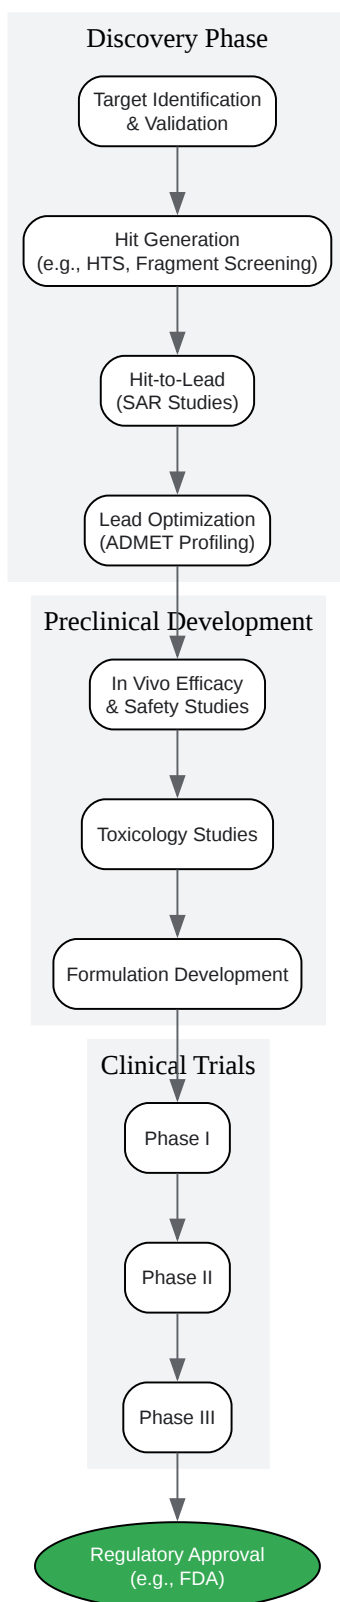 Discovery Phase
Target Identification
& Validation
Hit Generation
(e.g., HTS, Fragment Screening)
Hit-to-Lead
(SAR Studies)
Lead Optimization
(ADMET Profiling)
Preclinical Development
In Vivo Efficacy
& Safety Studies
Toxicology Studies
Formulation Development
Clinical Trials
Phase I
Phase II
Phase III
Regulatory Approval
(e.g., FDA)